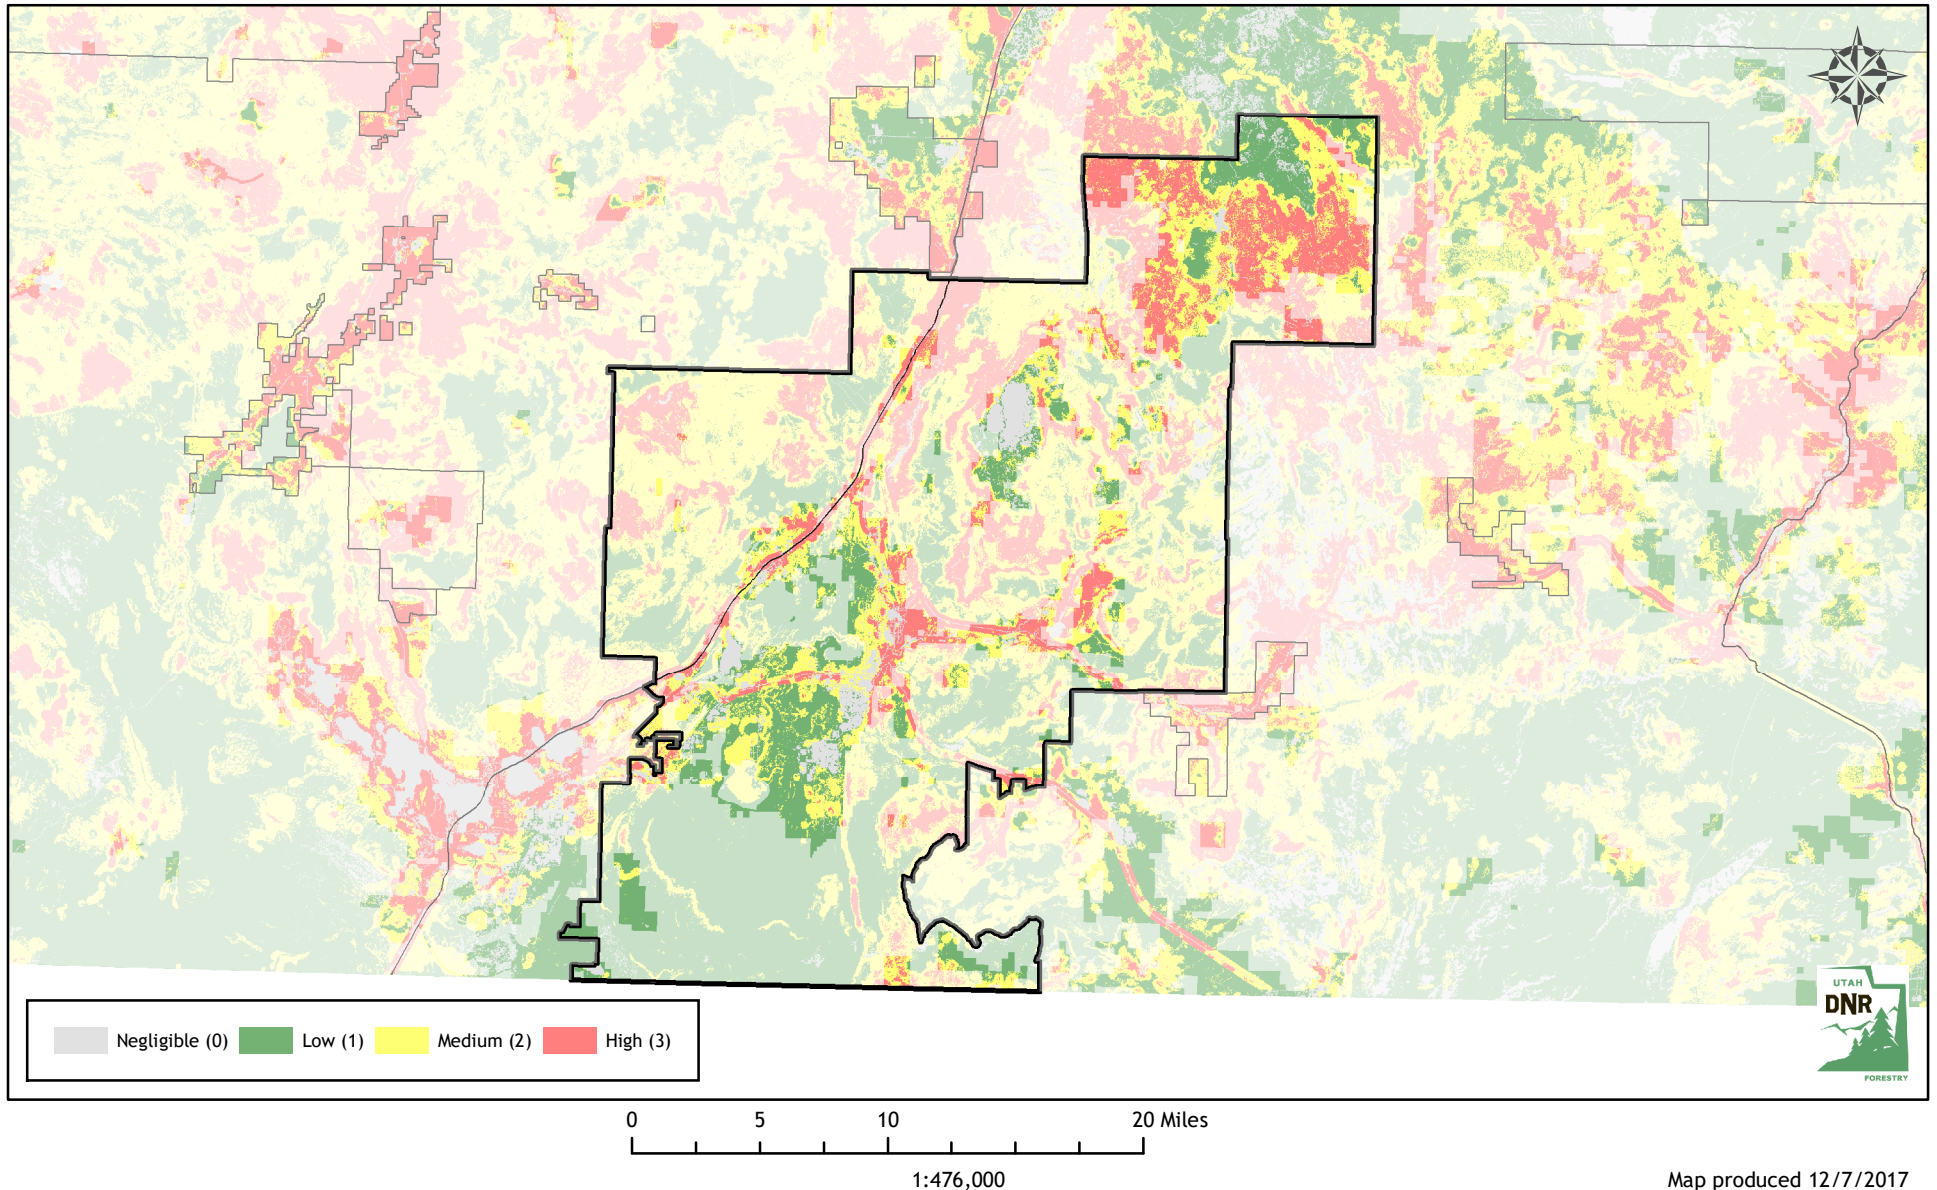 UTAH
DNR
FORESTRY
Negligible (0) Low (1) Medium (2) High (3)
0 5 10 20 Miles
1:476,000
Map produced 12/7/2017